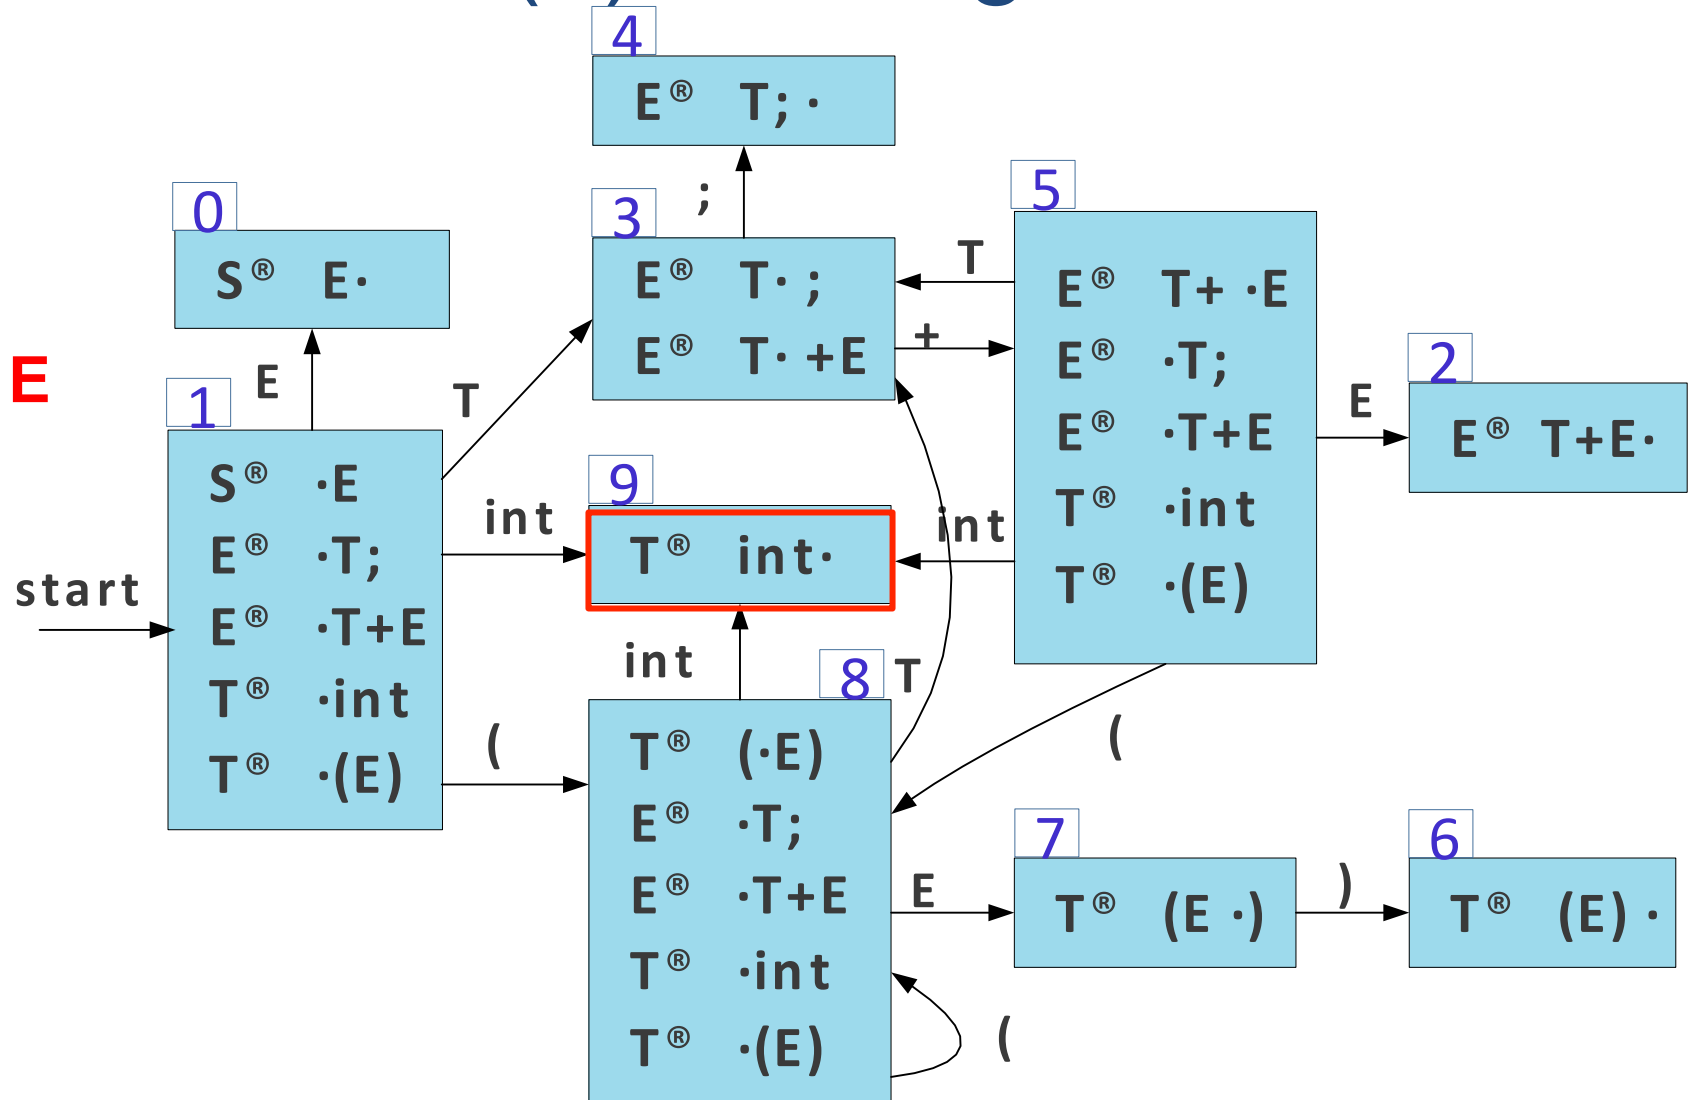 4
E® T;·
;
0
S® E·
3
E® T·;
E® T·+E
5
E® T+ ·E
E® ·T;
E® ·T+E
T® ·int
T® ·(E)
T
+
2
E® T+E·
E
E
E
T
1
S® ·E
E® ·T;
E® ·T+E
T® ·int
T® ·(E)
start
int
9
T® int·
int
int
(
8
T
T® (·E)
E® ·T;
E® ·T+E
T® ·int
T® ·(E)
(
E
7
T® (E ·)
)
6
T® (E) ·
(